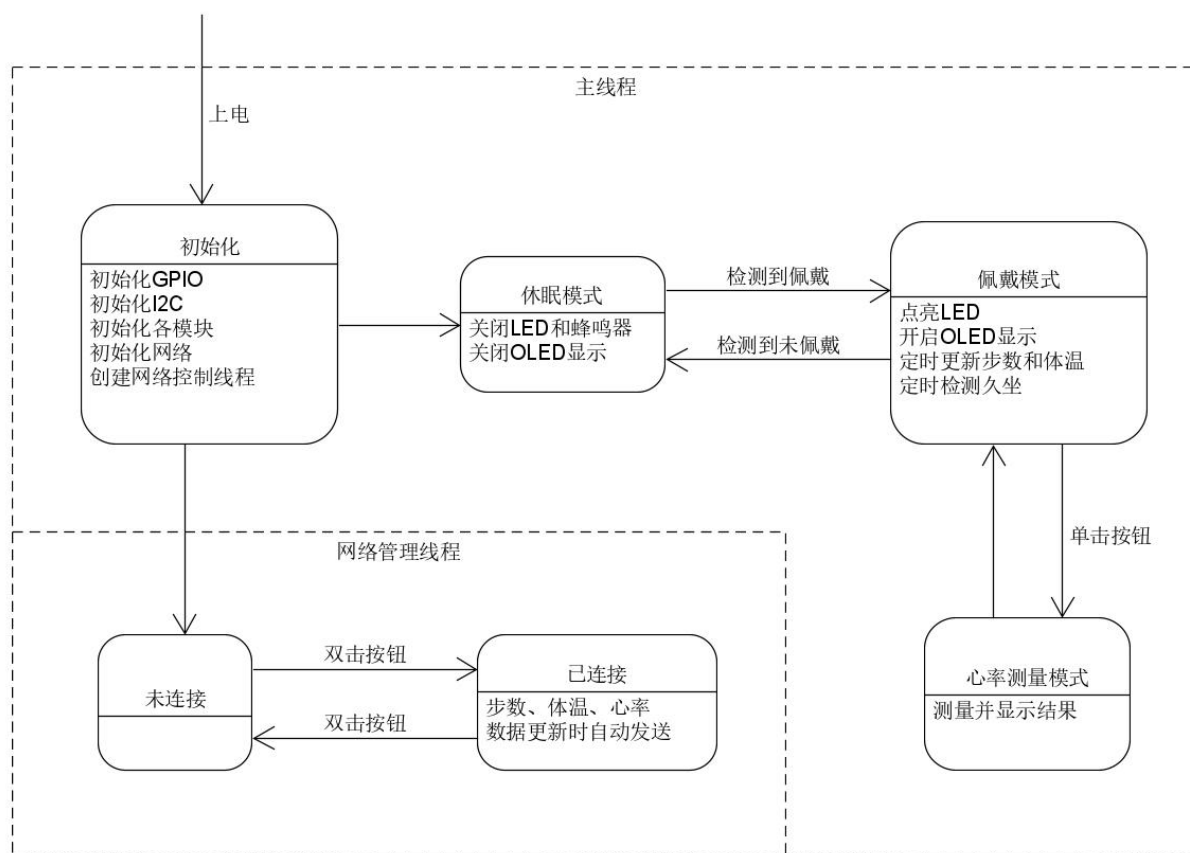 主线程
上电
初始化
初始化GPIO
初始化I2C
初始化各模块
初始化网络
创建网络控制线程
休眠模式
关闭LED和蜂鸣器
关闭OLED显示
检测到佩戴
检测到未佩戴
佩戴模式
点亮LED
开启OLED显示
定时更新步数和体温
定时检测久坐
单击按钮
心率测量模式
测量并显示结果
网络管理线程
未连接
双击按钮
双击按钮
已连接
步数、体温、心率
数据更新时自动发送